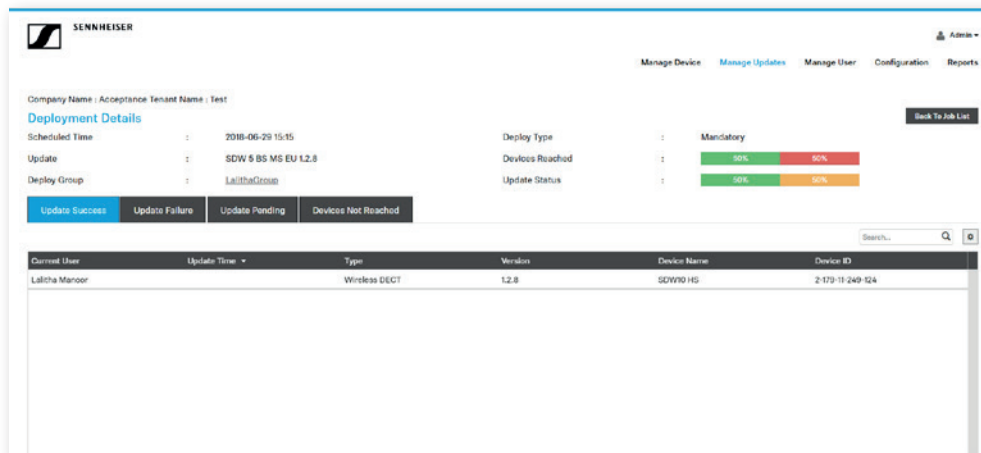 SENNHEISER
Admin
Manage Device Manage Updates Manage User Configuration Reports
Company Name : Acceptance Tenant Name : Test
Deployment Details
Back To Job List
Scheduled Time : 2018-06-29 15:15 Deploy Type : Mandatory
Update : SDW 5 BS MS EU 1.2.8 Devices Reached : 50% 50%
Deploy Group : LalithaGroup Update Status : 50% 50%
Update Success Update Failure Update Pending Devices Not Reached
Search...
Current User Update Time Type Version Device Name Device ID
Lalitha Manoor Wireless DECT 1.2.8 SDW10 HS 2-179-11-249-124